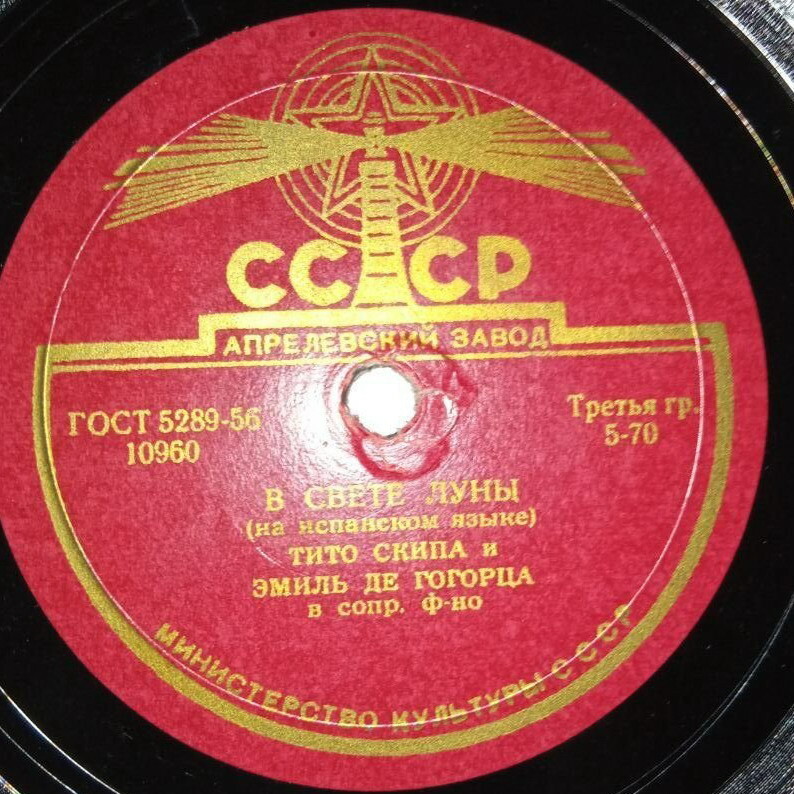 СССР
АПРЕЛЕВСКИЙ ЗАВОД
ГОСТ 5289-56
10960
Третья гр.
5-70
В СВЕТЕ ЛУНЫ
(на испанском языке)
ТИТО СКИПА и
ЭМИЛЬ ДЕ ГОГОРЦА
в сопр. ф-но
МИНИСТЕРСТВО КУЛЬТУРЫ СССР